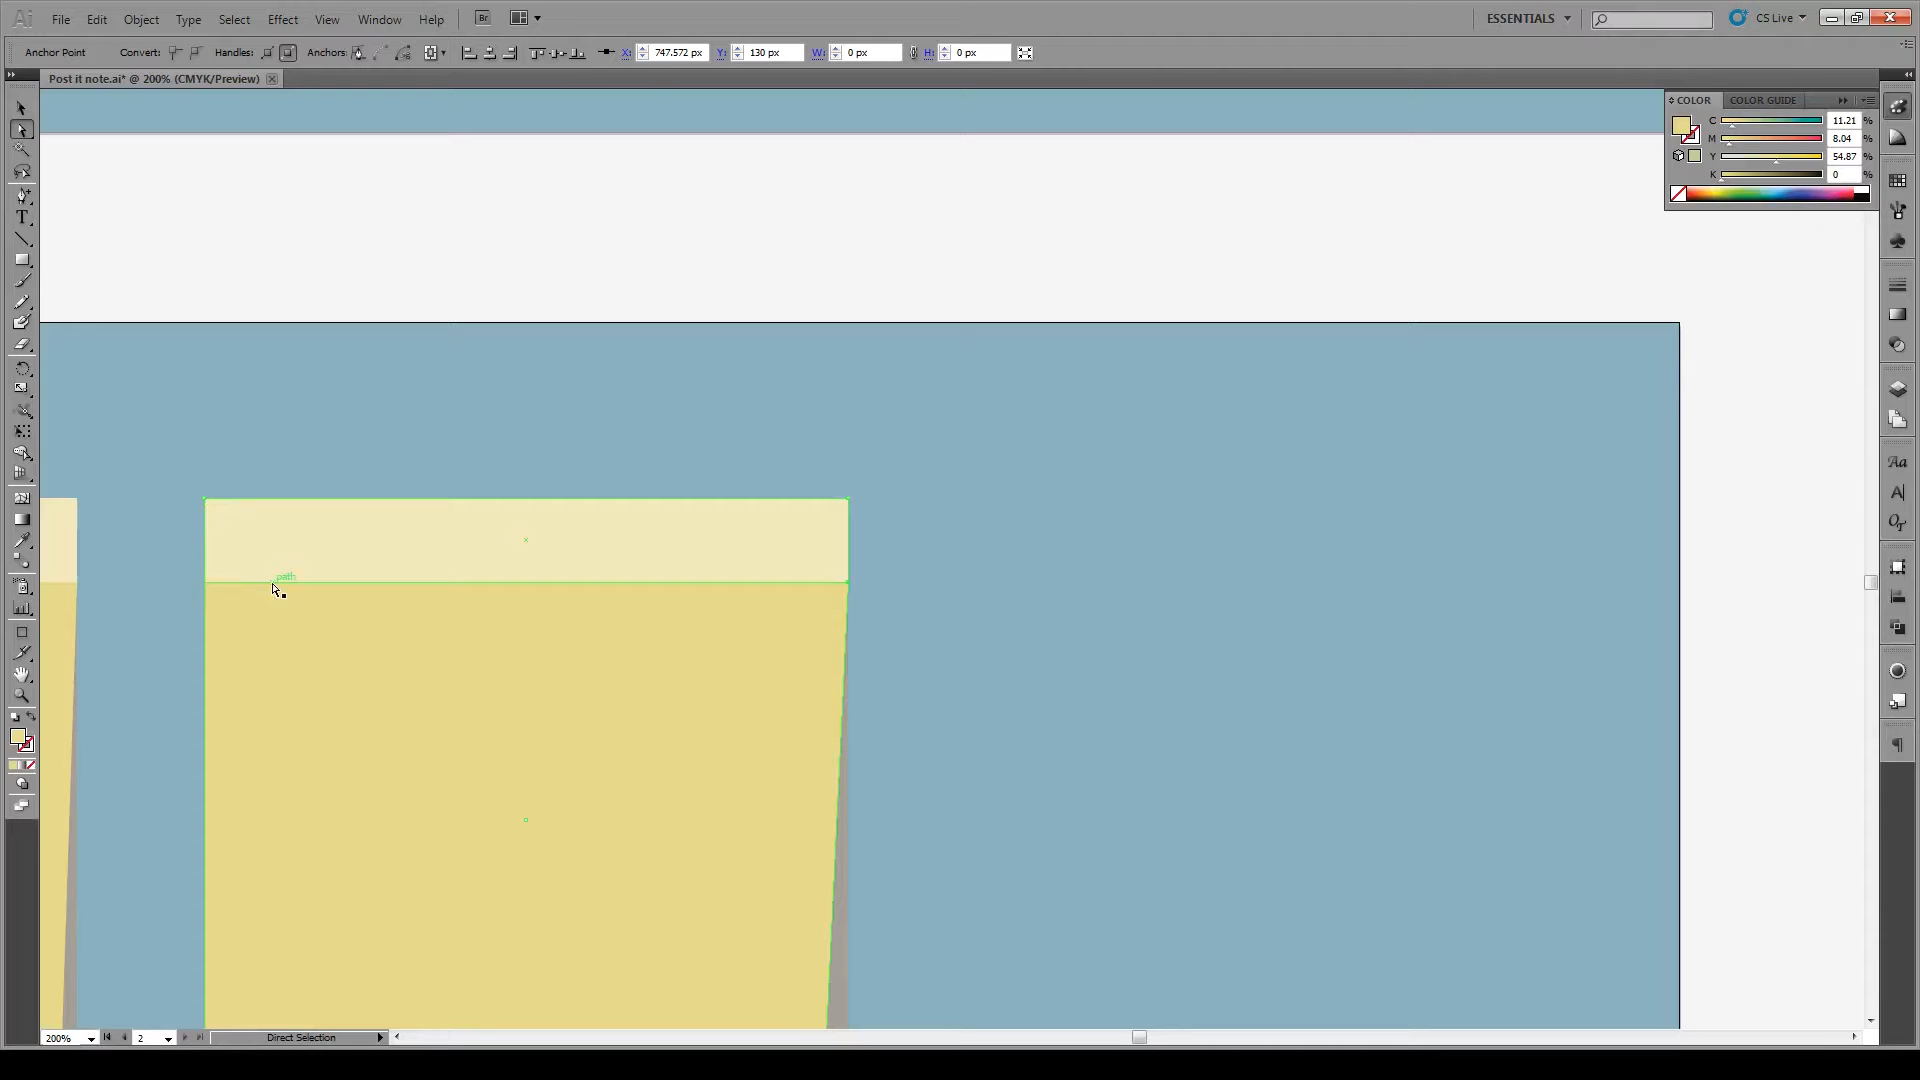 Ai File Edit Object Type Select Effect View Window Help Br ESSENTIALS CS Live
Anchor Point Convert: Handles: Anchors: X: 747.572 px Y: 130 px W: 0 px H: 0 px
Post it note.ai* @ 200% (CMYK/Preview)
COLOR COLOR GUIDE
C 11.21 %
M 8.04 %
Y 54.87 %
K 0 %
path
200% 2 Direct Selection